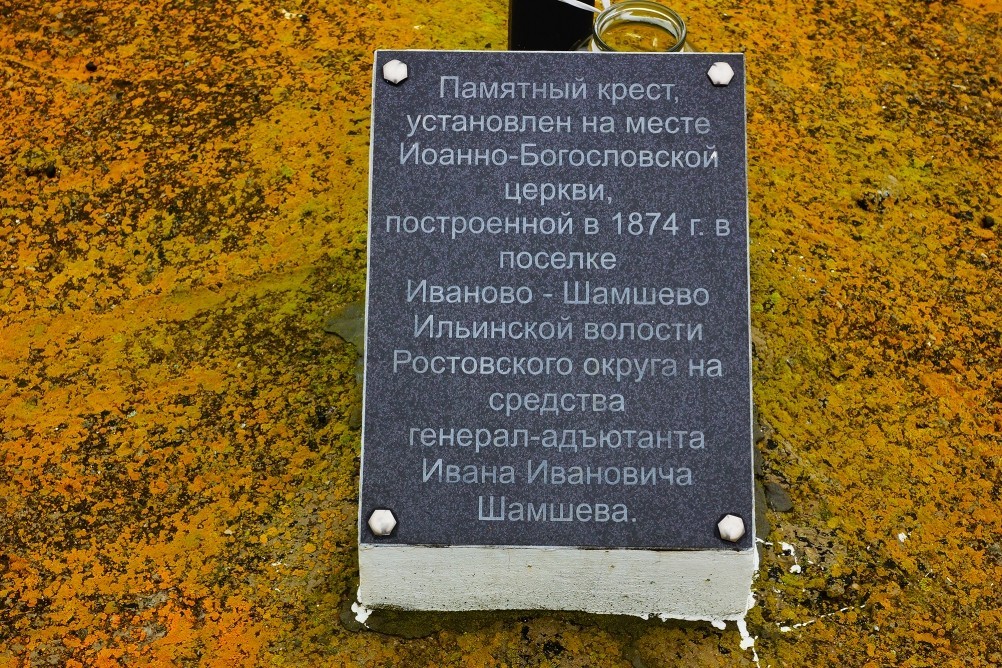 Памятный крест,
установлен на месте
Иоанно-Богословской
церкви,
построенной в 1874 г. в
поселке
Иваново - Шамшево
Ильинской волости
Ростовского округа на
средства
генерал-адъютанта
Ивана Ивановича
Шамшева.